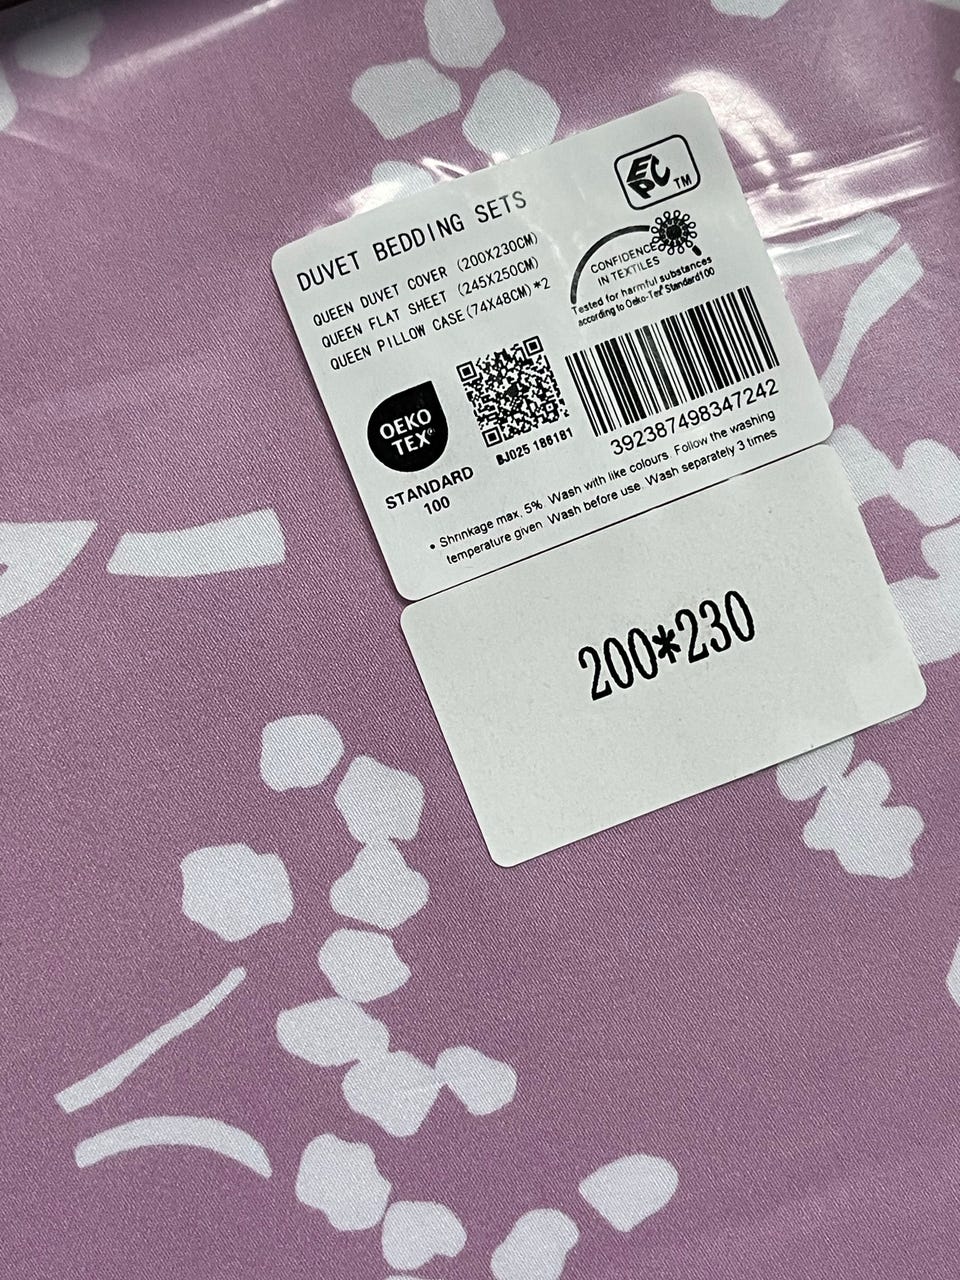 DUVET BEDDING SETS
QUEEN DUVET COVER (200X230CM)
QUEEN FLAT SHEET (245X250CM)
QUEEN PILLOW CASE(74X48CM)*2
EPC TM
CONFIDENCE
IN TEXTILES
Tested for harmful substances
according to Oeko-Tex® Standard100
OEKO
TEX®
STANDARD
100
BJ025 186181
392387498347242
• Shrinkage max. 5% Wash with like colours. Follow the washing
temperature given. Wash before use. Wash separately 3 times
200*230